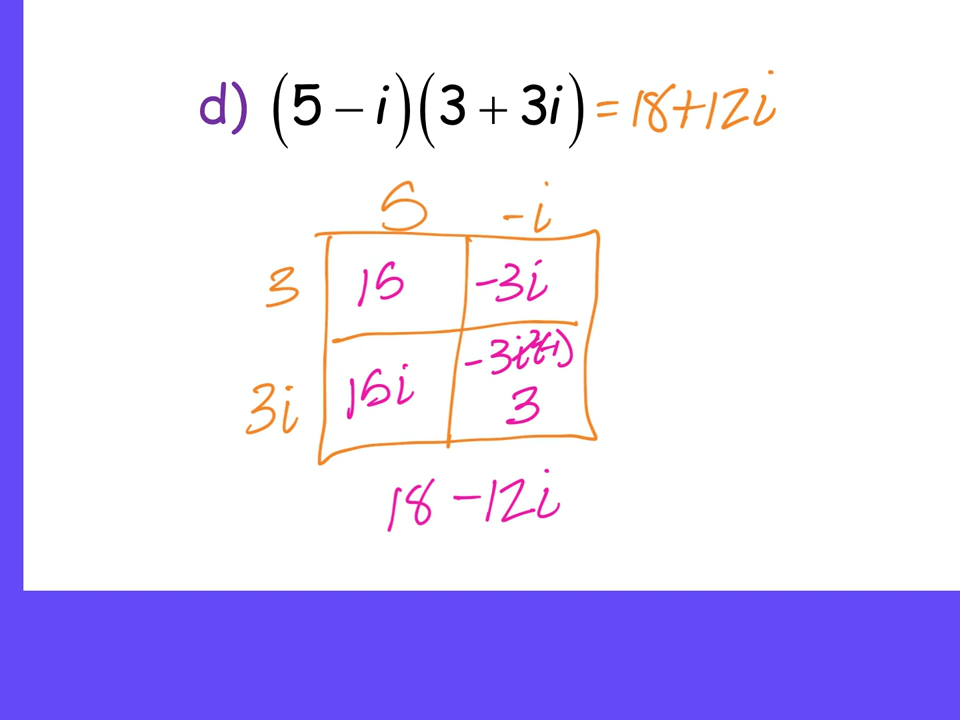 d) (5 − i)(3 + 3i) = 18+12i
5 -i
3 15 -3i
-3i²(-1)
3i 15i 3
18 -12i